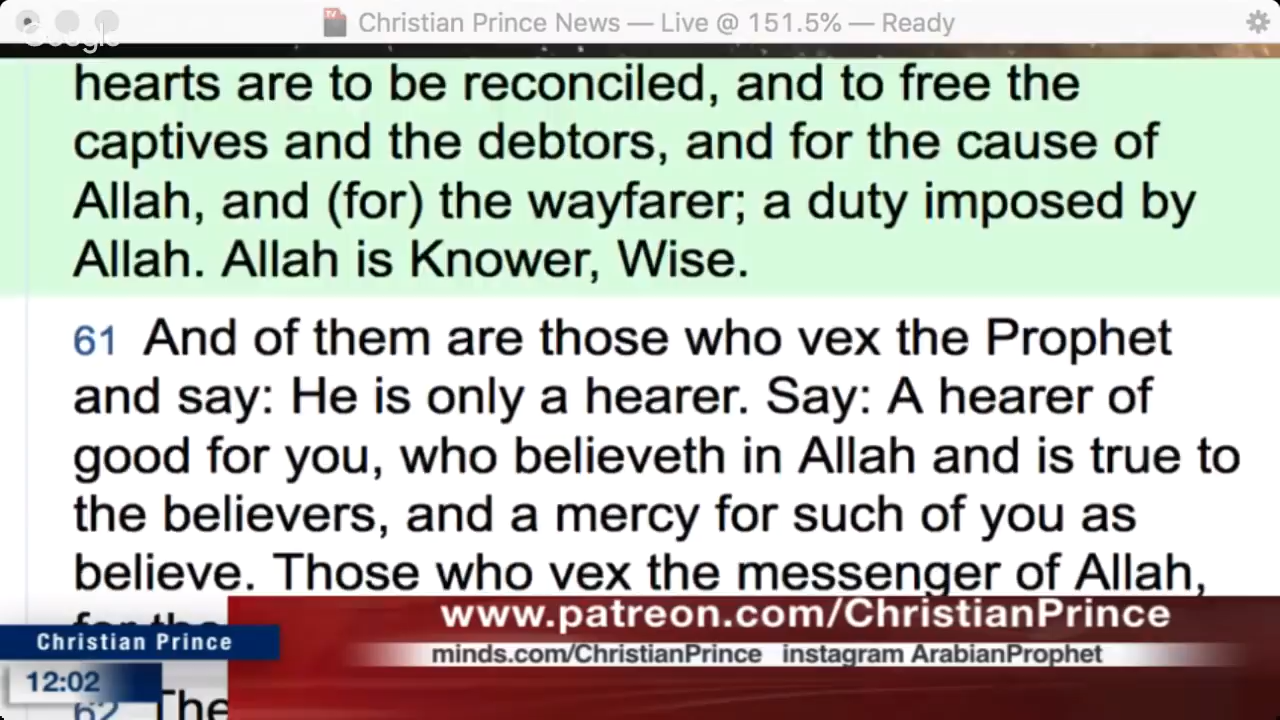 Christian Prince News — Live @ 151.5% — Ready
Google
hearts are to be reconciled, and to free the
captives and the debtors, and for the cause of
Allah, and (for) the wayfarer; a duty imposed by
Allah. Allah is Knower, Wise.
61 And of them are those who vex the Prophet
and say: He is only a hearer. Say: A hearer of
good for you, who believeth in Allah and is true to
the believers, and a mercy for such of you as
believe. Those who vex the messenger of Allah,
for the
www.patreon.com/ChristianPrince
Christian Prince
minds.com/ChristianPrince instagram ArabianProphet
12:02
62 The